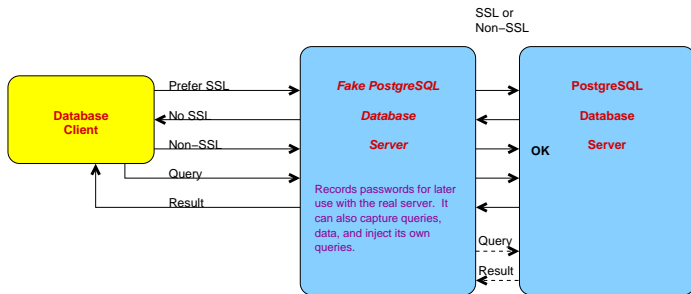 SSL or
Non−SSL
Prefer SSL
Fake PostgreSQL
PostgreSQL
Database
Client
No SSL
Database
Database
Non−SSL
Server
OK
Server
Query
Records passwords for later
use with the real server. It
can also capture queries,
data, and inject its own
queries.
Result
Query
Result